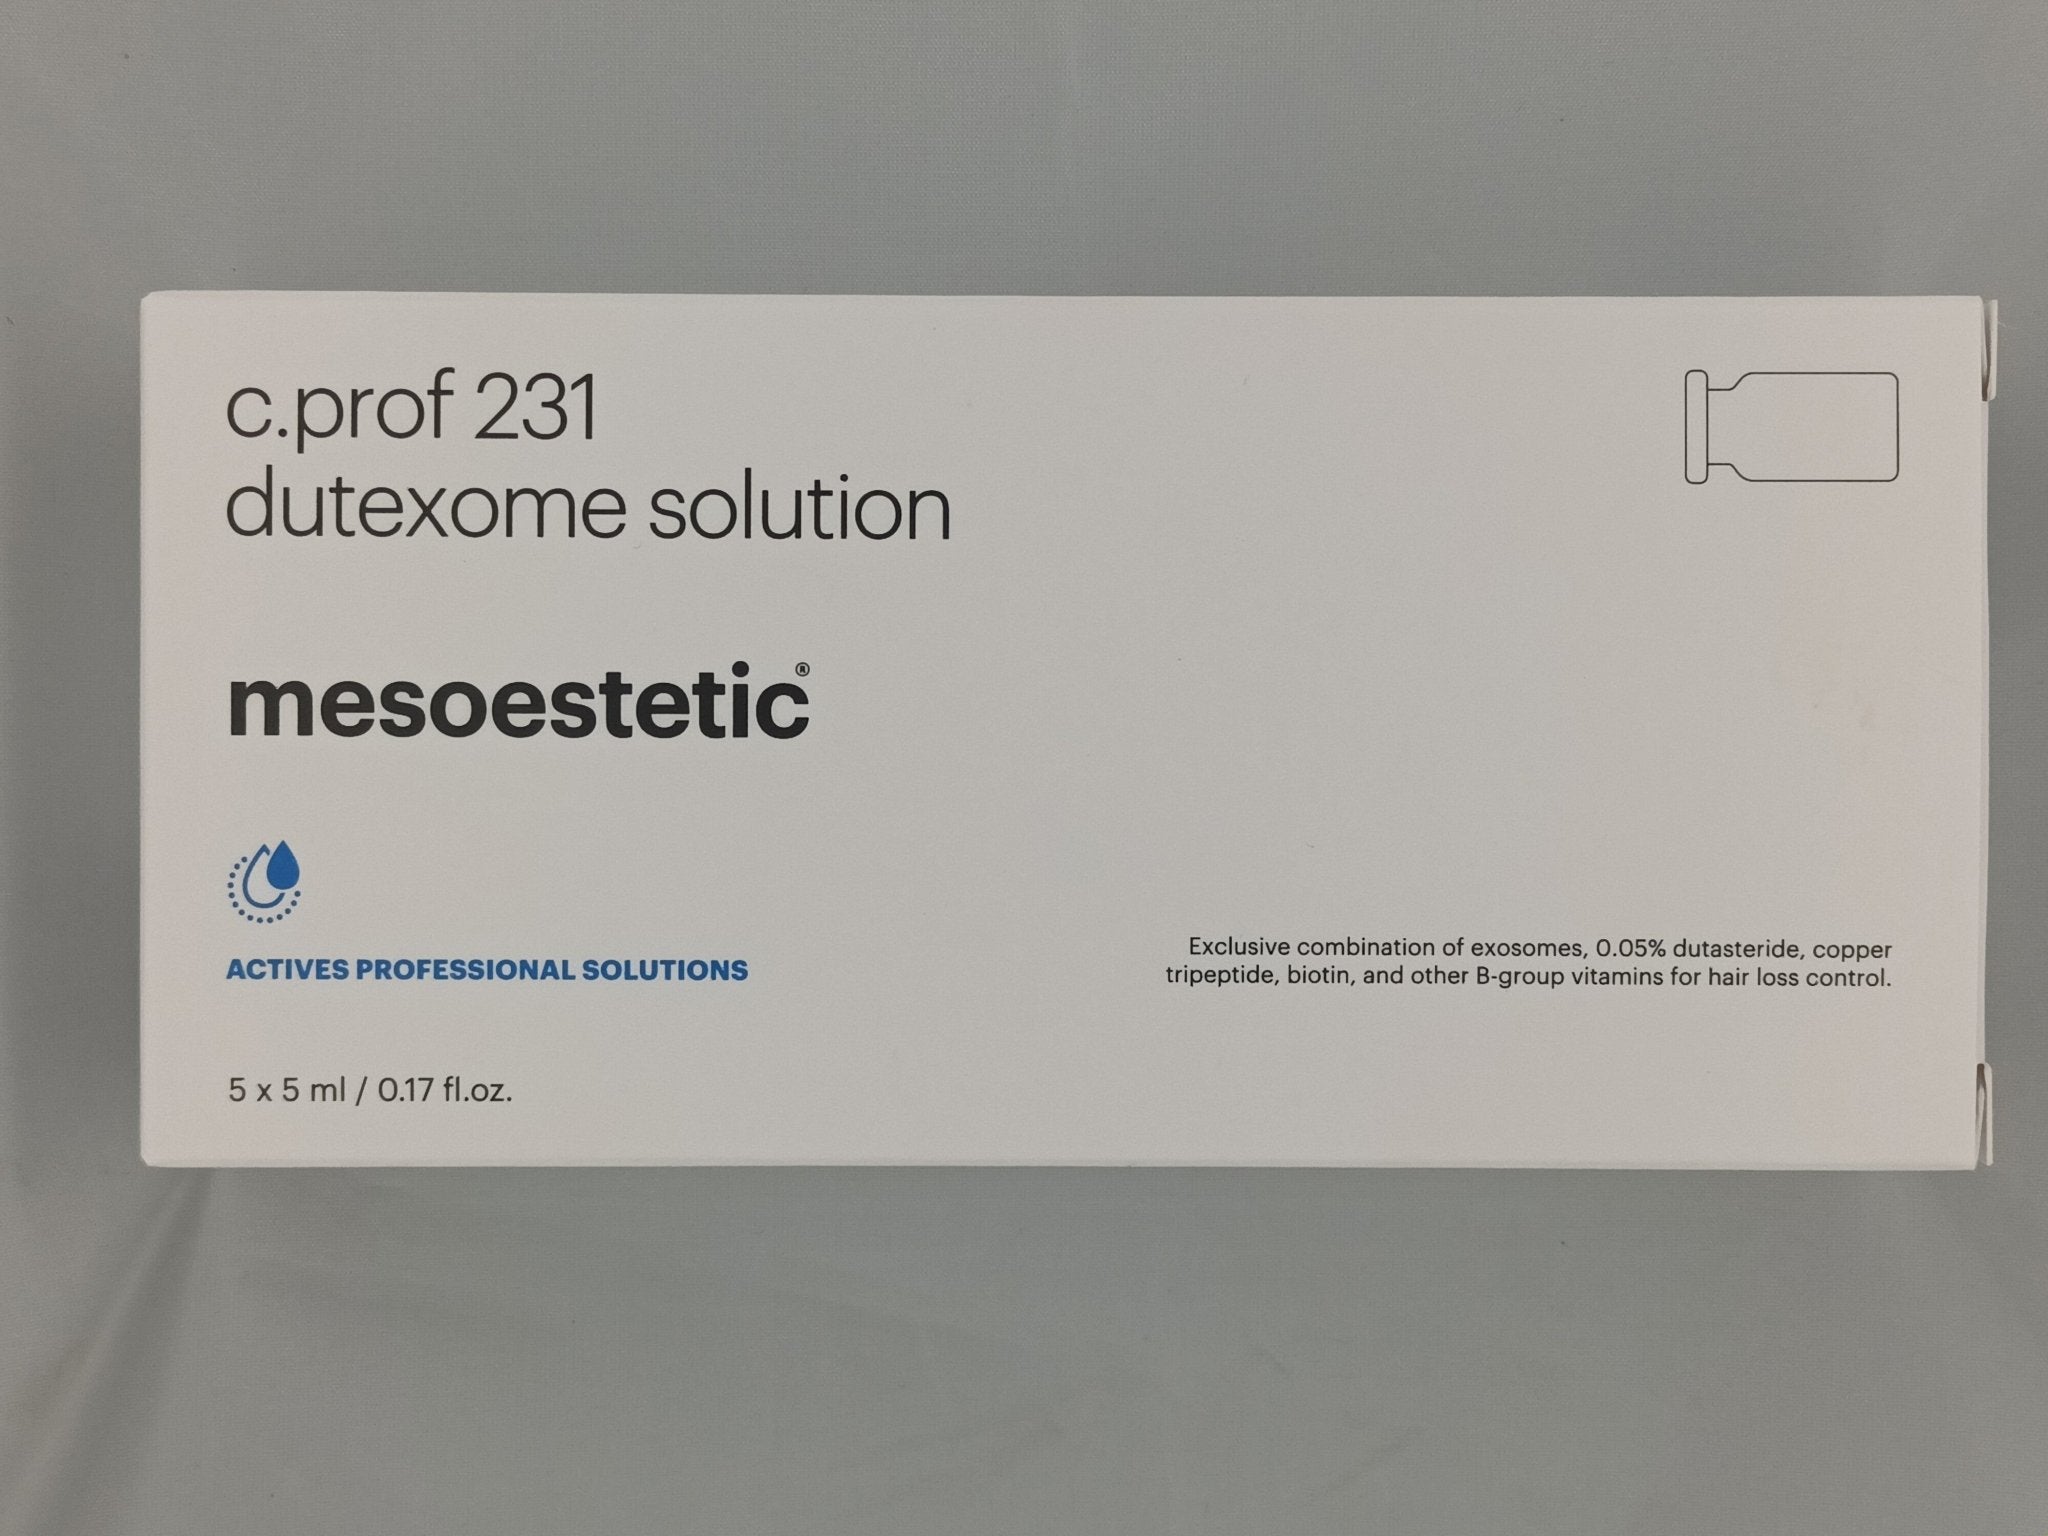 c.prof 231
dutexome solution
mesoestetic®
ACTIVES PROFESSIONAL SOLUTIONS
Exclusive combination of exosomes, 0.05% dutasteride, copper
tripeptide, biotin, and other B-group vitamins for hair loss control.
5 x 5 ml / 0.17 fl.oz.